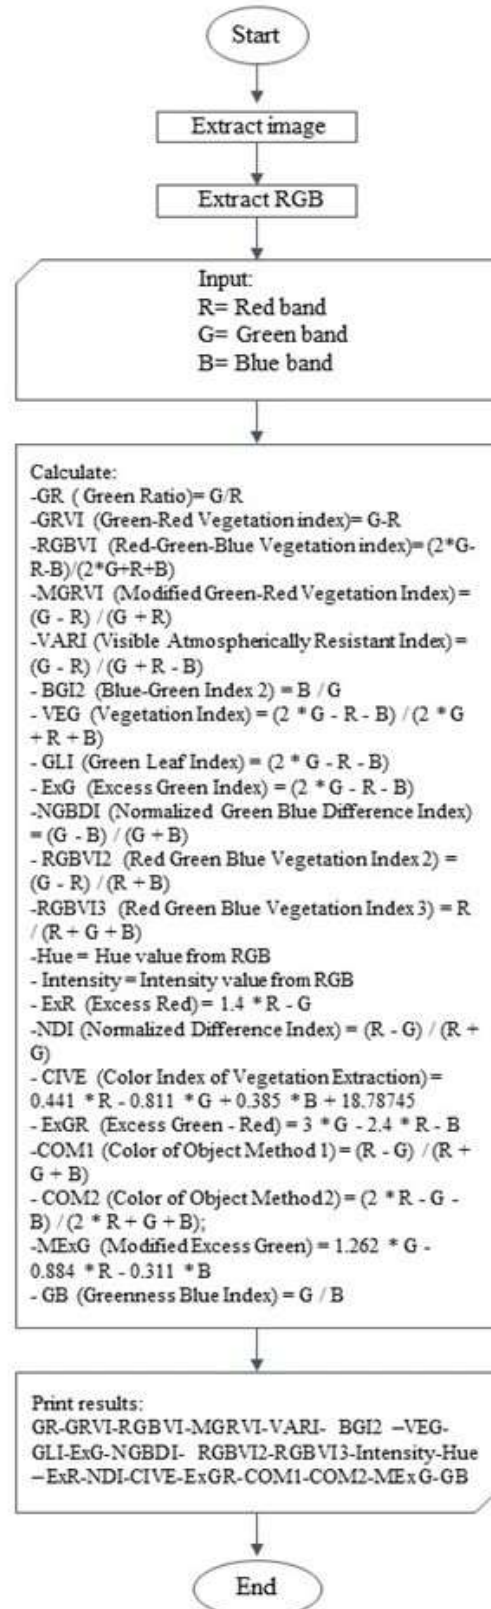 Start
Extract image
Extract RGB
Input:
R= Red band
G= Green band
B= Blue band
Calculate:
-GR ( Green Ratio)= G/R
-GRVI (Green-Red Vegetation index)= G-R
-RGBVI (Red-Green-Blue Vegetation index)= (2*G-
R-B)/(2*G+R+B)
-MGRVI (Modified Green-Red Vegetation Index) =
(G - R) / (G + R)
-VARI (Visible Atmospherically Resistant Index) =
(G - R) / (G + R - B)
- BGI2 (Blue-Green Index 2) = B / G
- VEG (Vegetation Index) = (2 * G - R - B) / (2 * G
+ R + B)
- GLI (Green Leaf Index) = (2 * G - R - B)
- ExG (Excess Green Index) = (2 * G - R - B)
-NGBDI (Normalized Green Blue Difference Index)
= (G - B) / (G + B)
- RGBVI2 (Red Green Blue Vegetation Index 2) =
(G - R) / (R + B)
-RGBVI3 (Red Green Blue Vegetation Index 3) = R
/ (R + G + B)
-Hue = Hue value from RGB
- Intensity = Intensity value from RGB
- ExR (Excess Red) = 1.4 * R - G
-NDI (Normalized Difference Index) = (R - G) / (R +
G)
- CIVE (Color Index of Vegetation Extraction) =
0.441 * R - 0.811 * G + 0.385 * B + 18.78745
- ExGR (Excess Green - Red) = 3 * G - 2.4 * R - B
-COM1 (Color of Object Method 1) = (R - G) / (R +
G + B)
- COM2 (Color of Object Method 2) = (2 * R - G -
B) / (2 * R + G + B);
-MExG (Modified Excess Green) = 1.262 * G -
0.884 * R - 0.311 * B
- GB (Greenness Blue Index) = G / B
Print results:
GR-GRVI-RGBVI-MGRVI-VARI- BGI2 –VEG-
GLI-ExG-NGBDI- RGBVI2-RGBVI3-Intensity-Hue
–ExR-NDI-CIVE-ExGR-COM1-COM2-MExG-GB
End